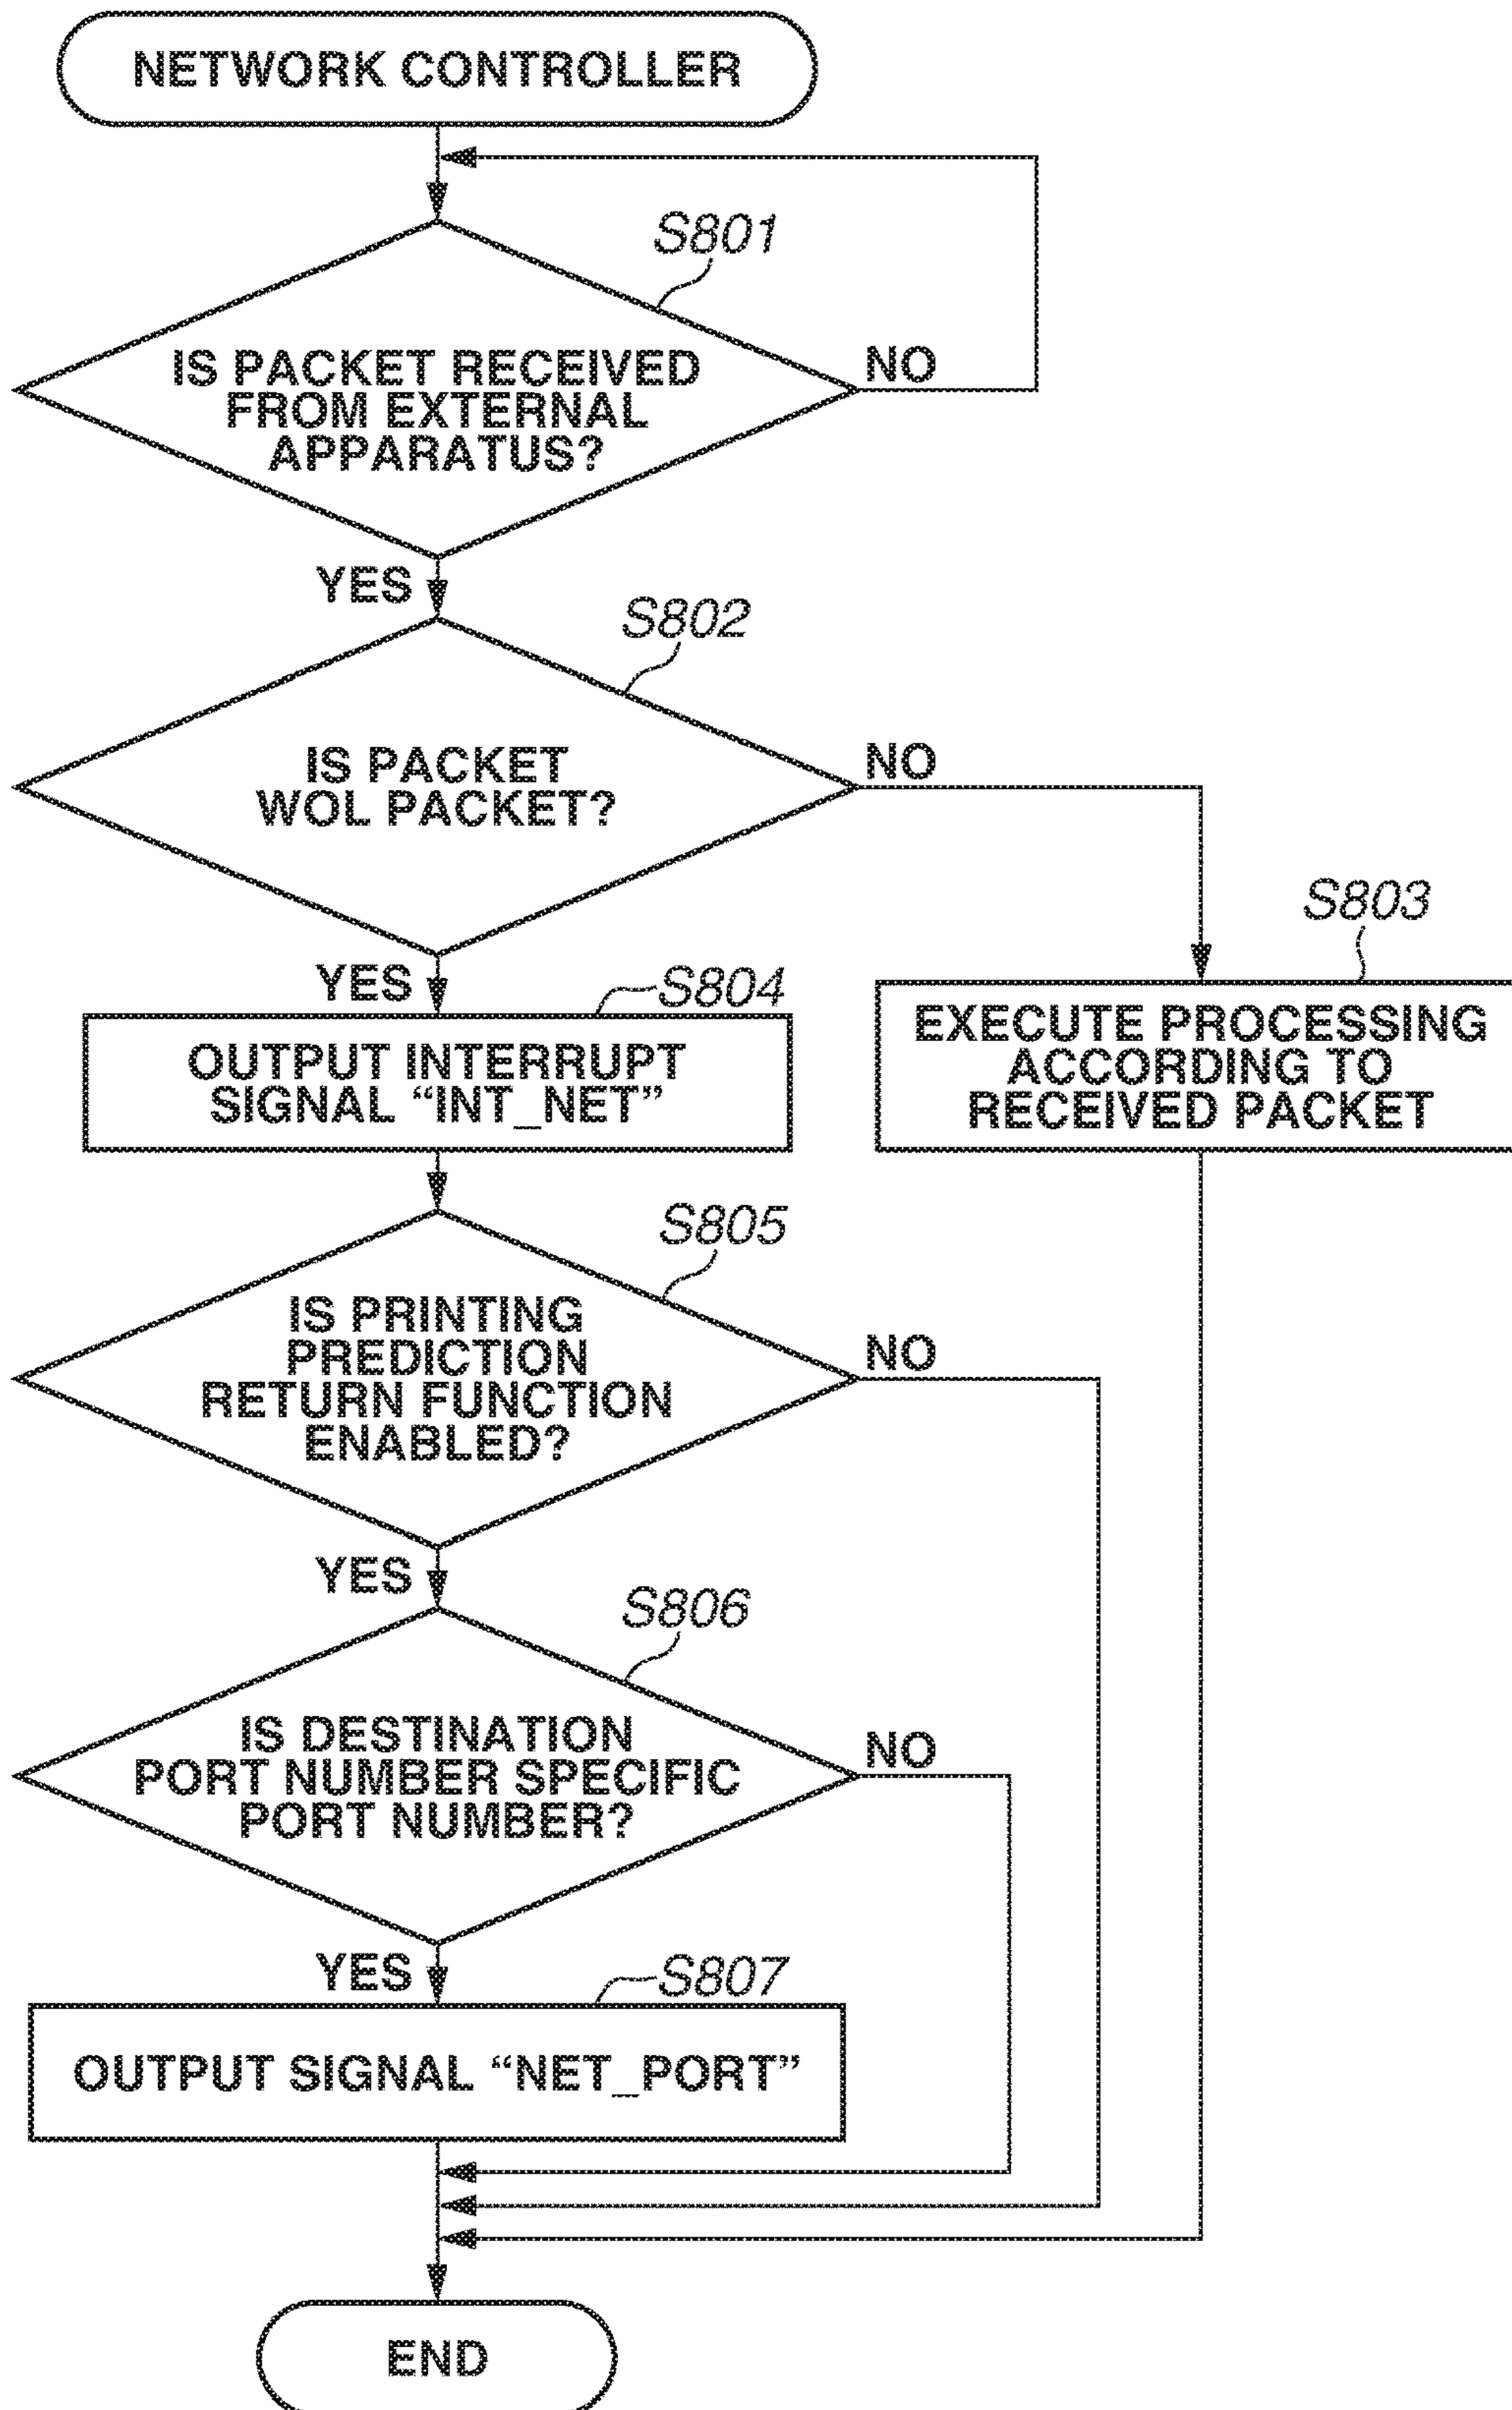 NETWORK CONTROLLER
S801
IS PACKET RECEIVED
FROM EXTERNAL
APPARATUS?
NO
YES
S802
IS PACKET
WOL PACKET?
NO
S803
EXECUTE PROCESSING
ACCORDING TO
RECEIVED PACKET
YES
S804
OUTPUT INTERRUPT
SIGNAL “INT_NET”
S805
IS PRINTING
PREDICTION
RETURN FUNCTION
ENABLED?
NO
YES
S806
IS DESTINATION
PORT NUMBER SPECIFIC
PORT NUMBER?
NO
YES
S807
OUTPUT SIGNAL “NET_PORT”
END